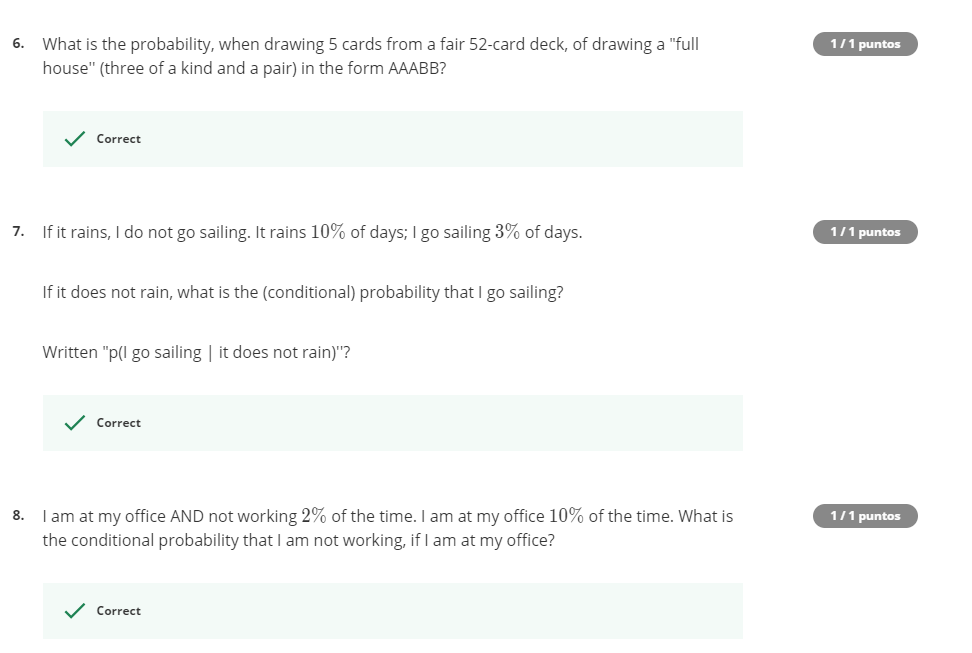 6. What is the probability, when drawing 5 cards from a fair 52-card deck, of drawing a "full 1 / 1 puntos
house" (three of a kind and a pair) in the form AAABB?
Correct
7. If it rains, I do not go sailing. It rains 10% of days; I go sailing 3% of days. 1 / 1 puntos
If it does not rain, what is the (conditional) probability that I go sailing?
Written "p(I go sailing | it does not rain)''?
Correct
8. I am at my office AND not working 2% of the time. I am at my office 10% of the time. What is 1 / 1 puntos
the conditional probability that I am not working, if I am at my office?
Correct